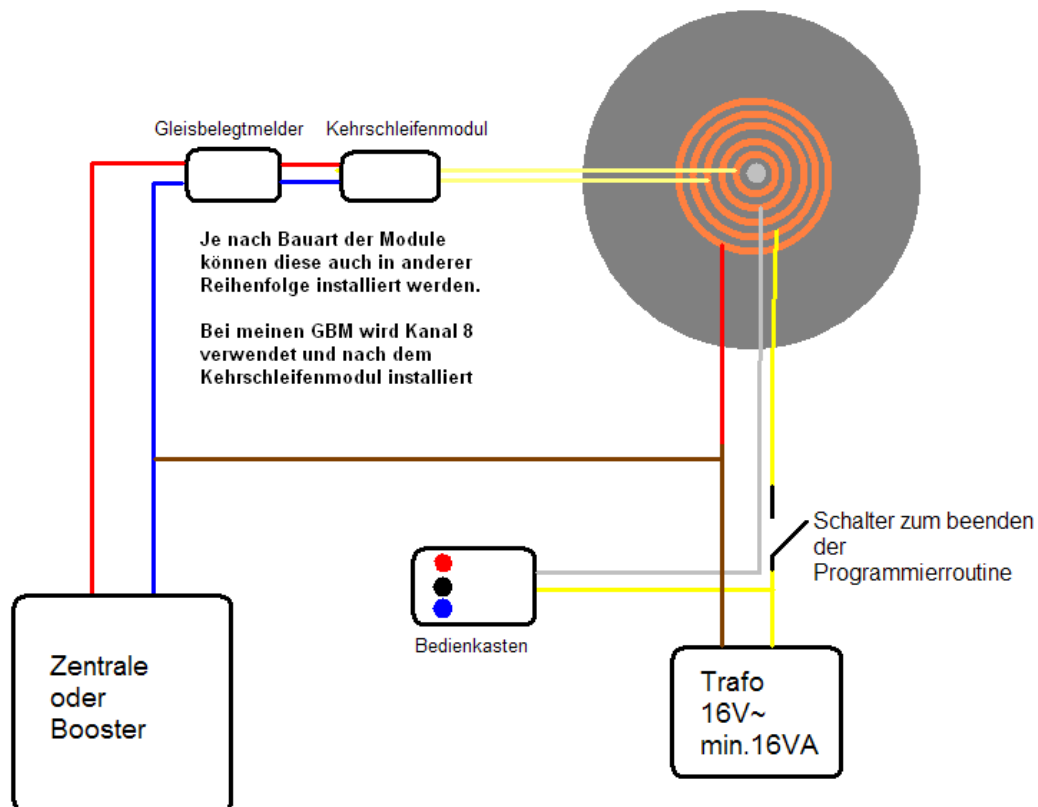 Gleisbelegtmelder
Kehrschleifenmodul
Je nach Bauart der Module
können diese auch in anderer
Reihenfolge installiert werden.
Bei meinen GBM wird Kanal 8
verwendet und nach dem
Kehrschleifenmodul installiert
Schalter zum beenden
der
Programmierroutine
Bedienkasten
Zentrale
oder
Booster
Trafo
16V~
min.16VA